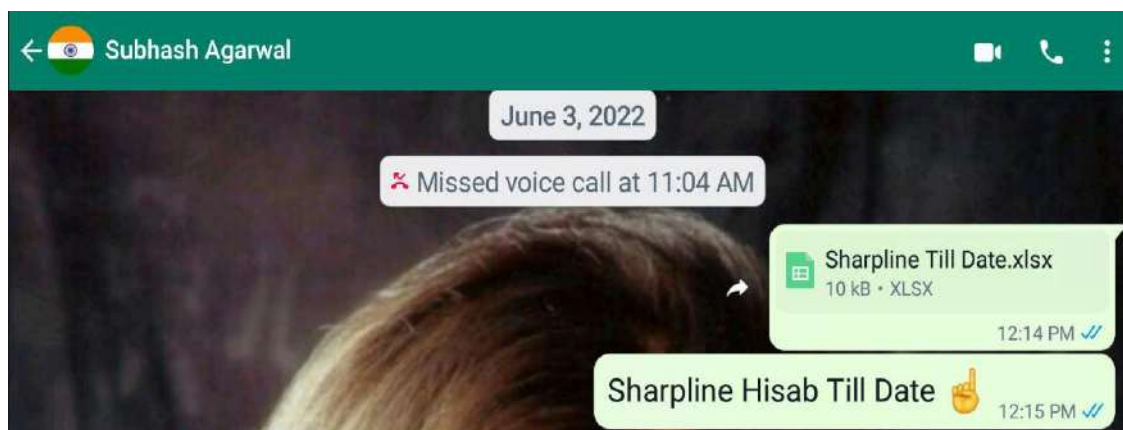 Subhash Agarwal
June 3, 2022
Missed voice call at 11:04 AM
Sharpline Till Date.xlsx
10 kB • XLSX
12:14 PM
Sharpline Hisab Till Date ☝
12:15 PM